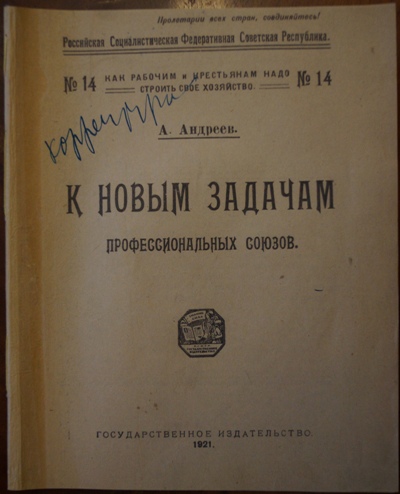 Пролетарии всех стран, соединяйтесь!
Российская Социалистическая Федеративная Советская Республика.
№ 14 КАК РАБОЧИМ и КРЕСТЬЯНАМ НАДО № 14
СТРОИТЬ СВОЕ ХОЗЯЙСТВО.
А. Андреев.
К НОВЫМ ЗАДАЧАМ
ПРОФЕССИОНАЛЬНЫХ СОЮЗОВ.
ГОСУДАРСТВЕННОЕ ИЗДАТЕЛЬСТВО
1921.